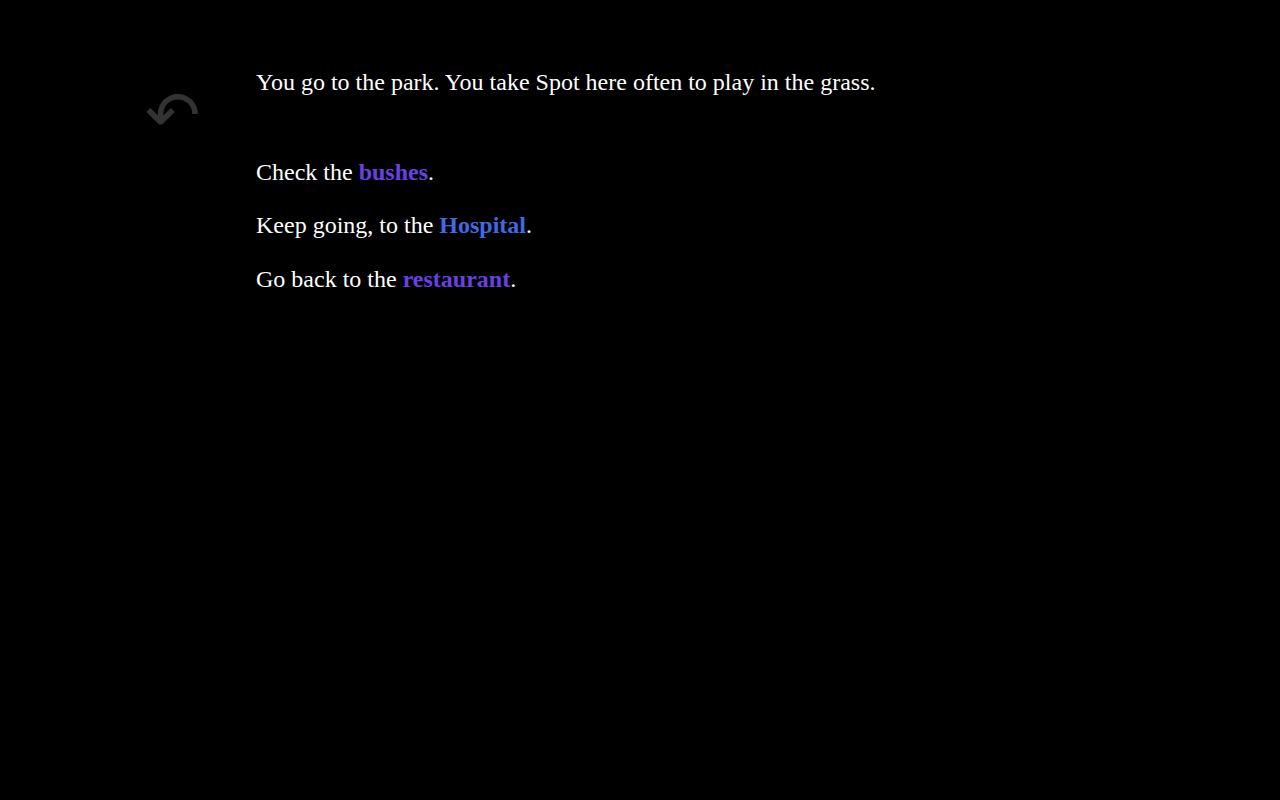 You go to the park. You take Spot here often to play in the grass.
Check the bushes.
Keep going, to the Hospital.
Go back to the restaurant.